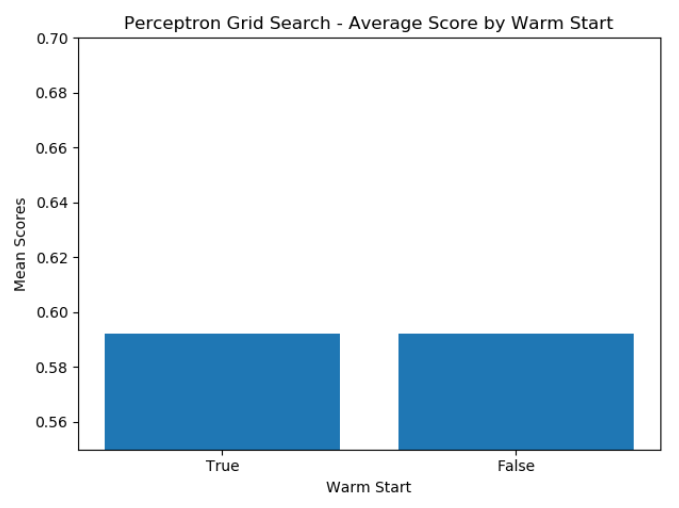 Perceptron Grid Search - Average Score by Warm Start
0.70
0.68
0.66
0.64
0.62
0.60
0.58
0.56
Mean Scores
True
False
Warm Start